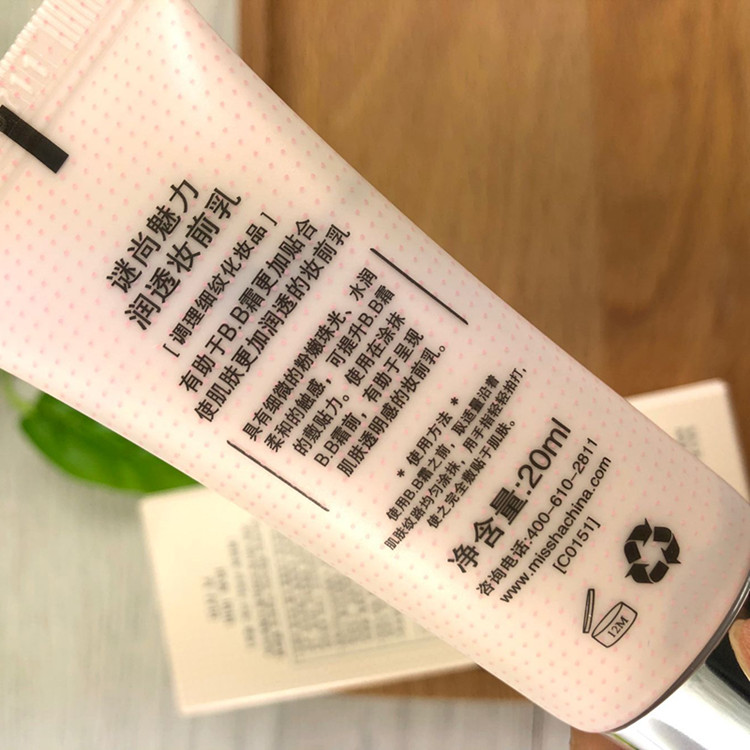 谜尚魅力
润透妆前乳
[ 调理细纹化妆品 ]
有助于B.B霜更加贴合
使肌肤更加润透的妆前乳
具有细微的粉嫩珠光、水润
柔和的触感，可提升B.B霜
的敷贴力。使用在涂抹
B.B霜前，有助于呈现
肌肤透明感的妆前乳。
* 使用方法 *
使用B.B霜之前，取适量沿着
肌肤纹路均匀涂抹，用手指轻轻拍打，
使之完全敷贴于肌肤。
净含量:20ml
咨询电话:400-610-2811
www.misshachina.com
[C0151]
12M